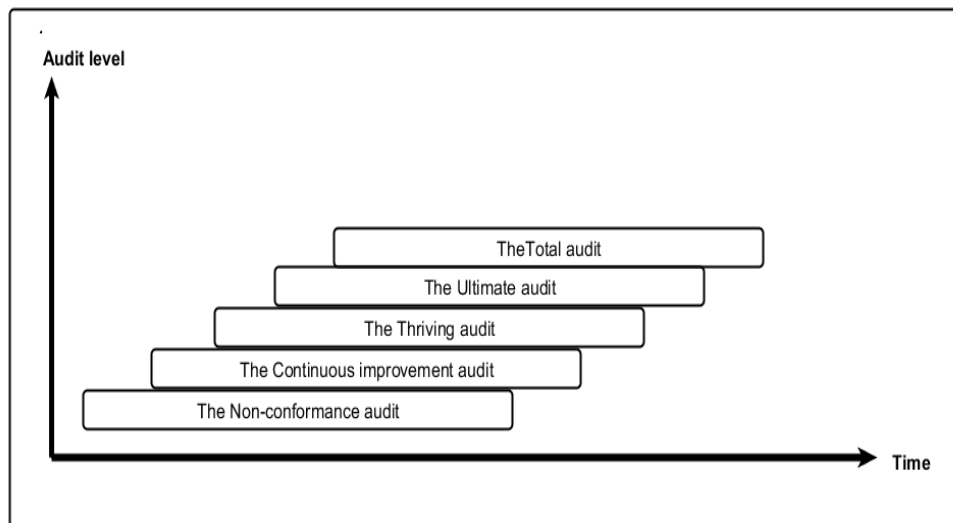 Audit level
TheTotal audit
The Ultimate audit
The Thriving audit
The Continuous improvement audit
The Non-conformance audit
Time